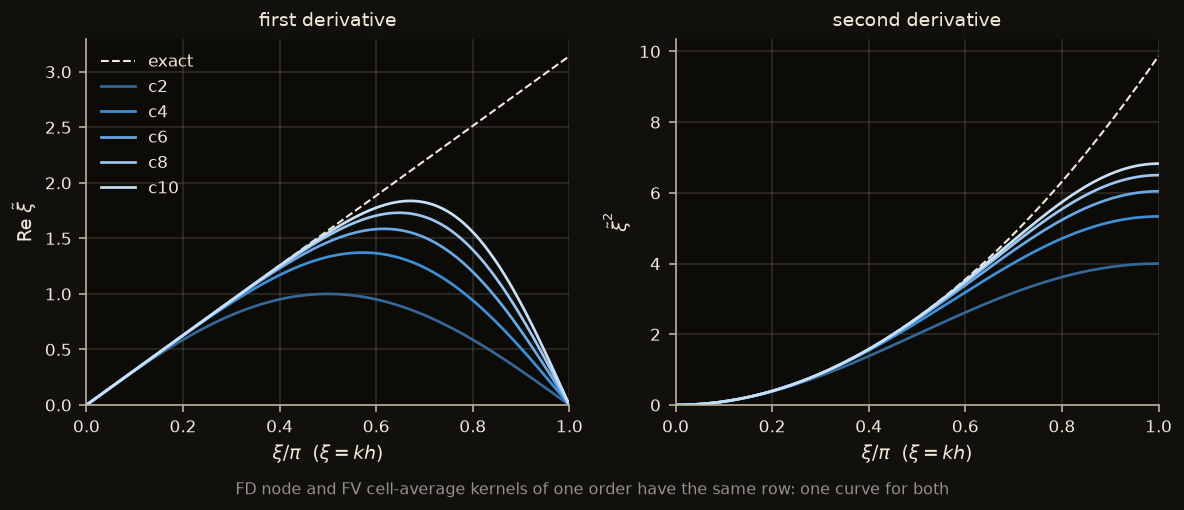 first derivative
3.0
2.5
2.0
1.5
1.0
0.5
0.0
Re ξ̃
exact
c2
c4
c6
c8
c10
0.0 0.2 0.4 0.6 0.8 1.0
ξ/π (ξ = kh)
second derivative
10
8
6
4
2
0
ξ̃²
0.0 0.2 0.4 0.6 0.8 1.0
ξ/π (ξ = kh)
FD node and FV cell-average kernels of one order have the same row: one curve for both